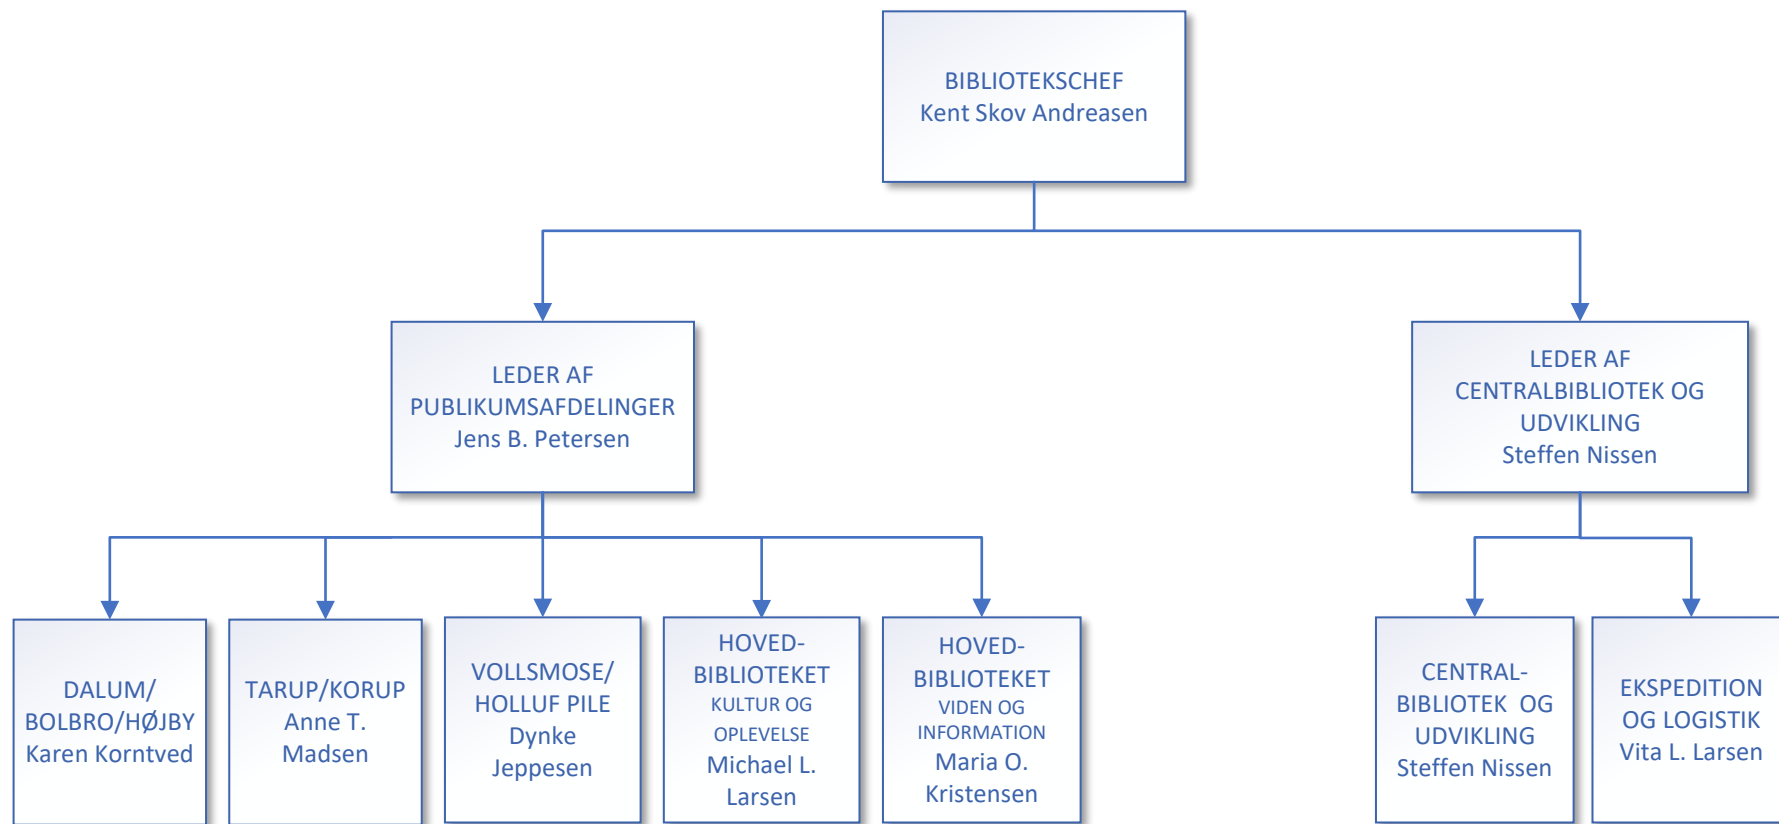 BIBLIOTEKSCHEF
Kent Skov Andreasen
LEDER AF
PUBLIKUMSAFDELINGER
Jens B. Petersen
LEDER AF
CENTRALBIBLIOTEK OG
UDVIKLING
Steffen Nissen
DALUM/
BOLBRO/HØJBY
Karen Korntved
TARUP/KORUP
Anne T.
Madsen
VOLLSMOSE/
HOLLUF PILE
Dynke
Jeppesen
HOVED-
BIBLIOTEKET
KULTUR OG
OPLEVELSE
Michael L.
Larsen
HOVED-
BIBLIOTEKET
VIDEN OG
INFORMATION
Maria O.
Kristensen
CENTRAL-
BIBLIOTEK OG
UDVIKLING
Steffen Nissen
EKSPEDITION
OG LOGISTIK
Vita L. Larsen